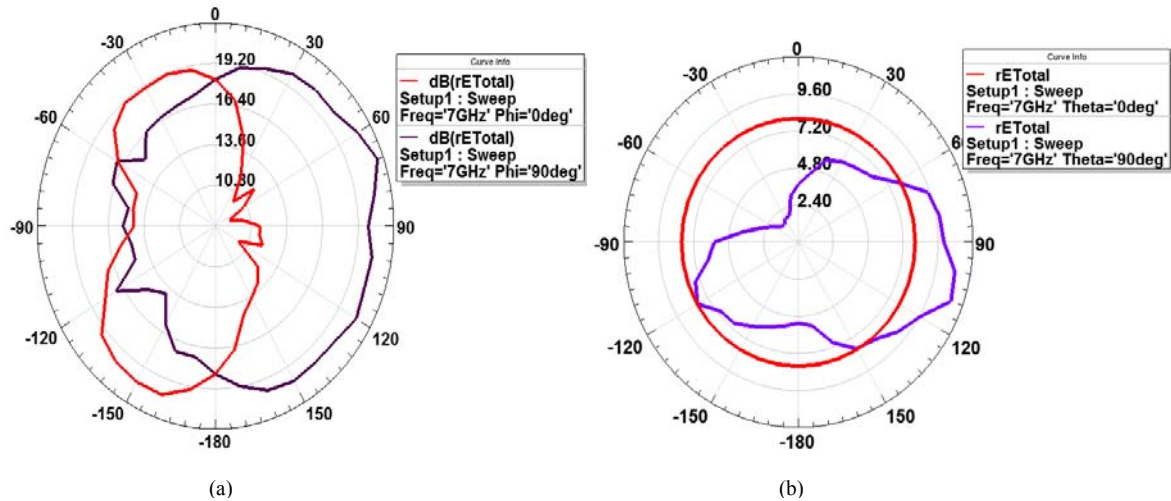 0
30
60
90
120
150
-180
-150
-120
-90
-60
-30
19.20
16.40
13.60
10.80
Curve Info
dB(rETotal)
Setup1 : Sweep
Freq='7GHz' Phi='0deg'
dB(rETotal)
Setup1 : Sweep
Freq='7GHz' Phi='90deg'
(a)
0
30
60
90
120
150
-180
-150
-120
-90
-60
-30
9.60
7.20
4.80
2.40
Curve Info
rETotal
Setup1 : Sweep
Freq='7GHz' Theta='0deg'
rETotal
Setup1 : Sweep
Freq='7GHz' Theta='90deg'
(b)